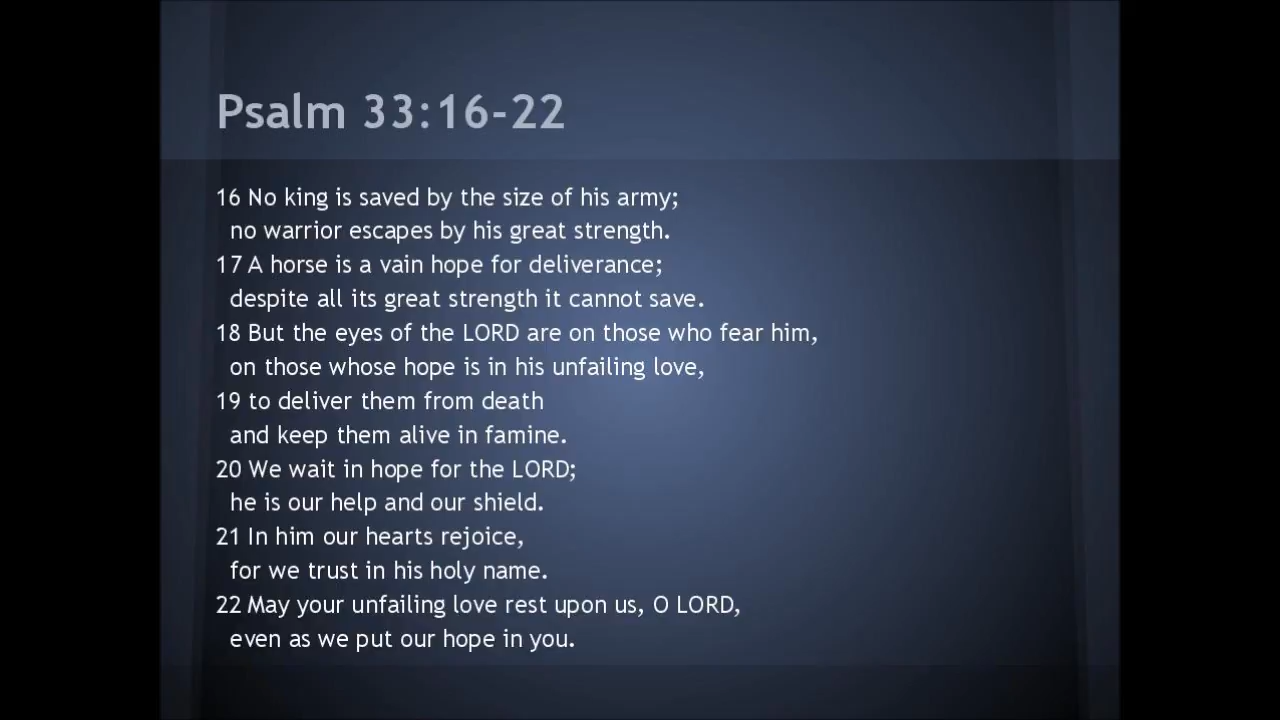 Psalm 33:16-22
16 No king is saved by the size of his army;
no warrior escapes by his great strength.
17 A horse is a vain hope for deliverance;
despite all its great strength it cannot save.
18 But the eyes of the LORD are on those who fear him,
on those whose hope is in his unfailing love,
19 to deliver them from death
and keep them alive in famine.
20 We wait in hope for the LORD;
he is our help and our shield.
21 In him our hearts rejoice,
for we trust in his holy name.
22 May your unfailing love rest upon us, O LORD,
even as we put our hope in you.